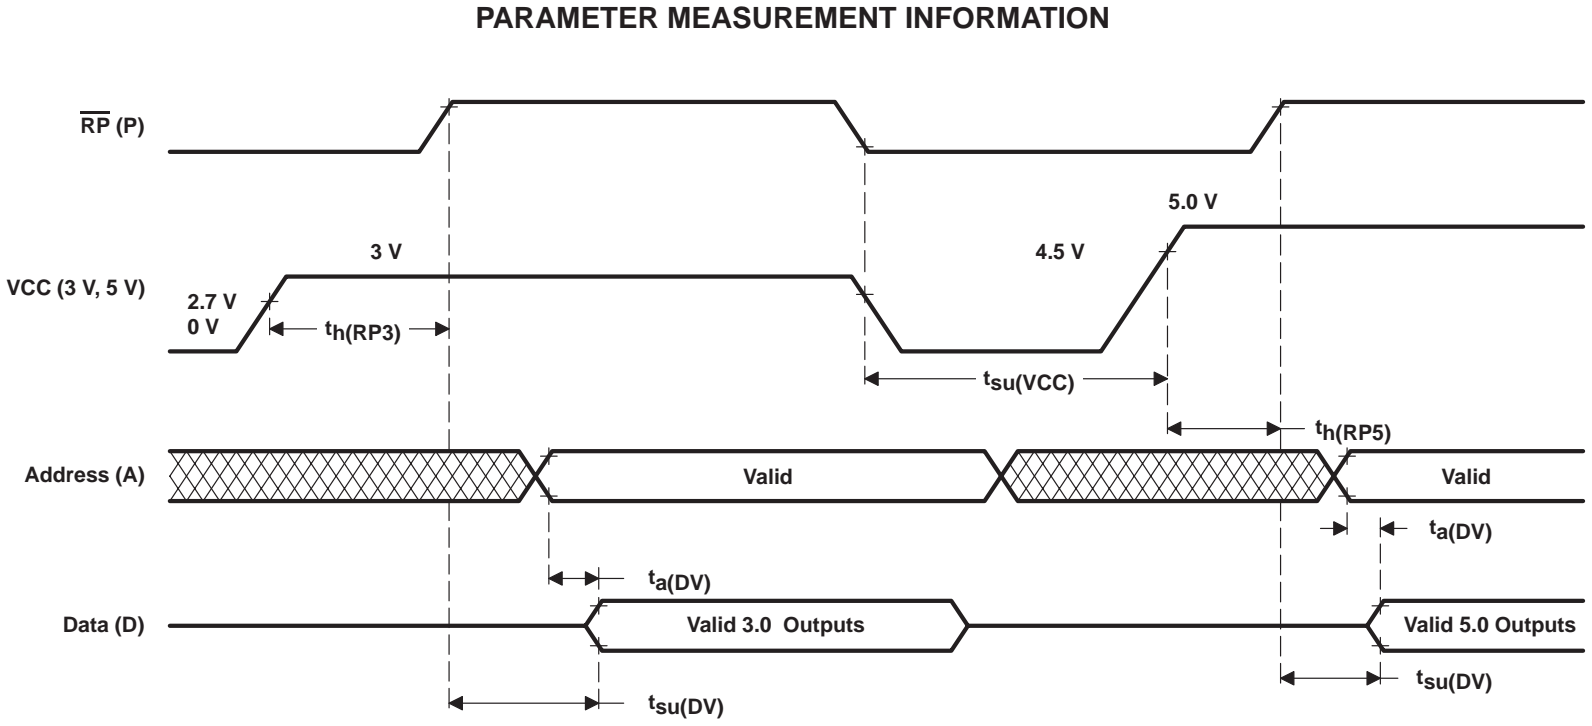 PARAMETER MEASUREMENT INFORMATION
RP (P)
5.0 V
3 V
4.5 V
VCC (3 V, 5 V)
2.7 V
0 V
th(RP3)
tsu(VCC)
th(RP5)
Address (A)
Valid
Valid
ta(DV)
ta(DV)
Data (D)
Valid 3.0 Outputs
Valid 5.0 Outputs
tsu(DV)
tsu(DV)